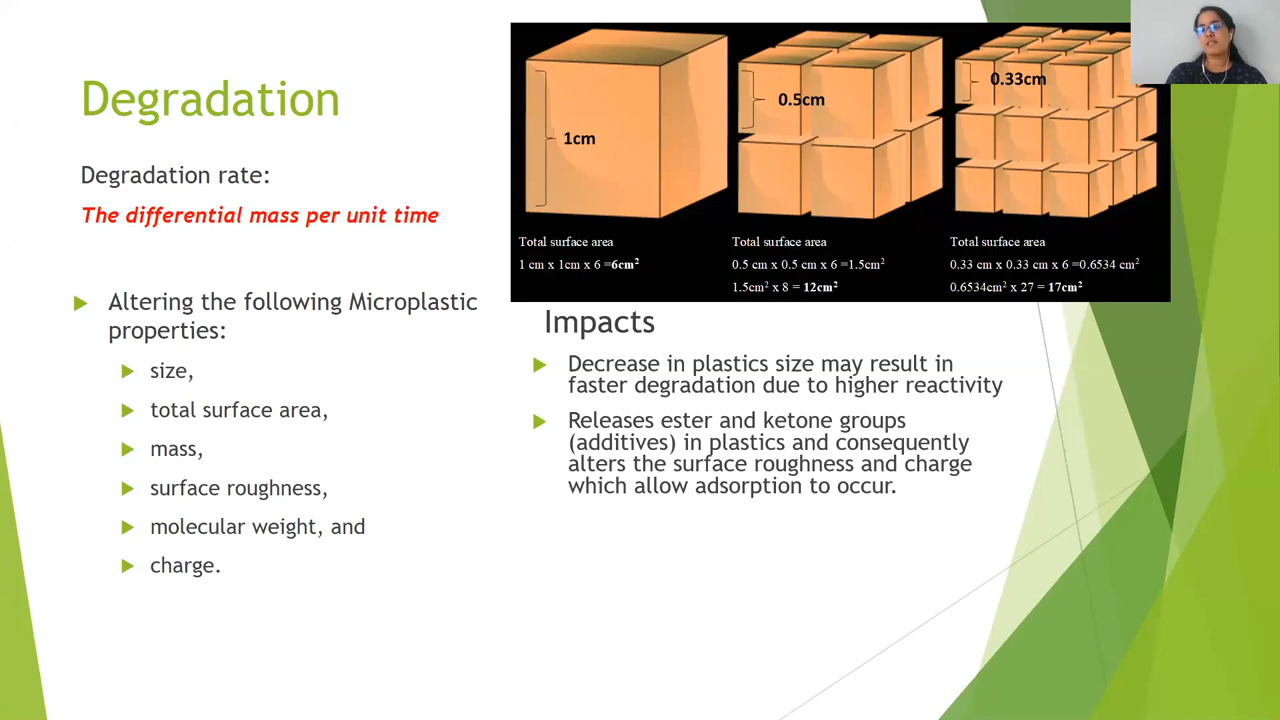 Degradation
Degradation rate:
The differential mass per unit time
Altering the following Microplastic
properties:
size,
total surface area,
mass,
surface roughness,
molecular weight, and
charge.
1cm
0.5cm
0.33cm
Total surface area
1 cm x 1cm x 6 =6cm²
Total surface area
0.5 cm x 0.5 cm x 6 =1.5cm²
1.5cm² x 8 = 12cm²
Total surface area
0.33 cm x 0.33 cm x 6 =0.6534 cm²
0.6534cm² x 27 = 17cm²
Impacts
Decrease in plastics size may result in
faster degradation due to higher reactivity
Releases ester and ketone groups
(additives) in plastics and consequently
alters the surface roughness and charge
which allow adsorption to occur.